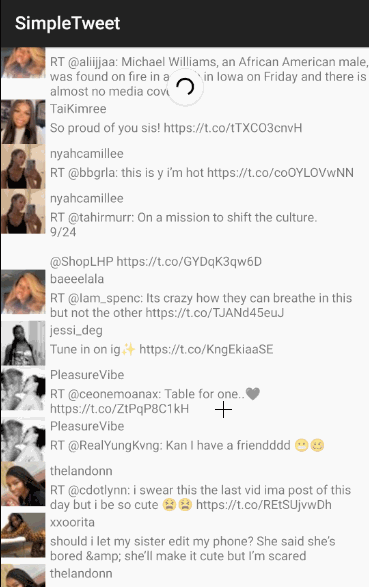 SimpleTweet
RT @aliijjaa: Michael Williams, an African American male,
was found on fire in a in Iowa on Friday and there is
almost no media
TaiKimree
So proud of you sis! https://t.co/tTXCO3cnvH
nyahcamillee
RT @bbgrla: this is y i'm hot https://t.co/coOYLOVwNN
nyahcamillee
RT @tahirmurr: On a mission to shift the culture.
9/24
@ShopLHP https://t.co/GYDqK3qw6D
baeeelala
RT @Iam_spenc: Its crazy how they can breathe in this
but not the other https://t.co/TJANd45euJ
jessi_deg
Tune in on ig✨ https://t.co/KngEkiaaSE
PleasureVibe
RT @ceonemoanax: Table for one..🖤
https://t.co/ZtPqP8C1kH
PleasureVibe
RT @RealYungKvng: Kan I have a friendddd 😬🥴
thelandonn
RT @cdotlynn: i swear this the last vid ima post of this
day but i be so cute 😫😫 https://t.co/REtSUjvwDh
xxoorita
should i let my sister edit my phone? She said she's
bored &amp; she'll make it cute but I'm scared
thelandonn